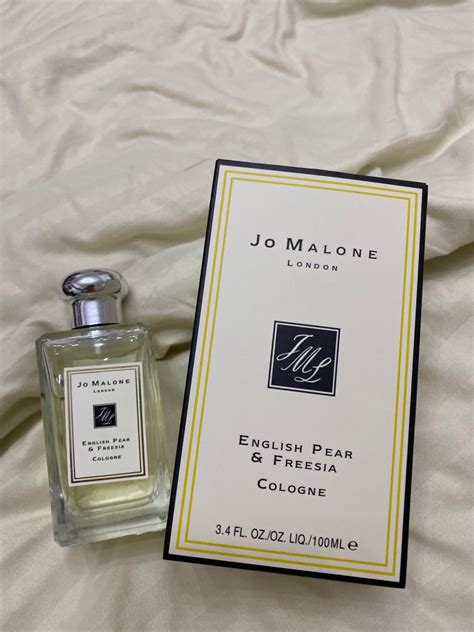 Jo Malone
London
JML
English Pear
& Freesia
Cologne
3.4 FL. OZ./OZ. LIQ./100ML ℮
Jo Malone
London
JML
English Pear
& Freesia
Cologne